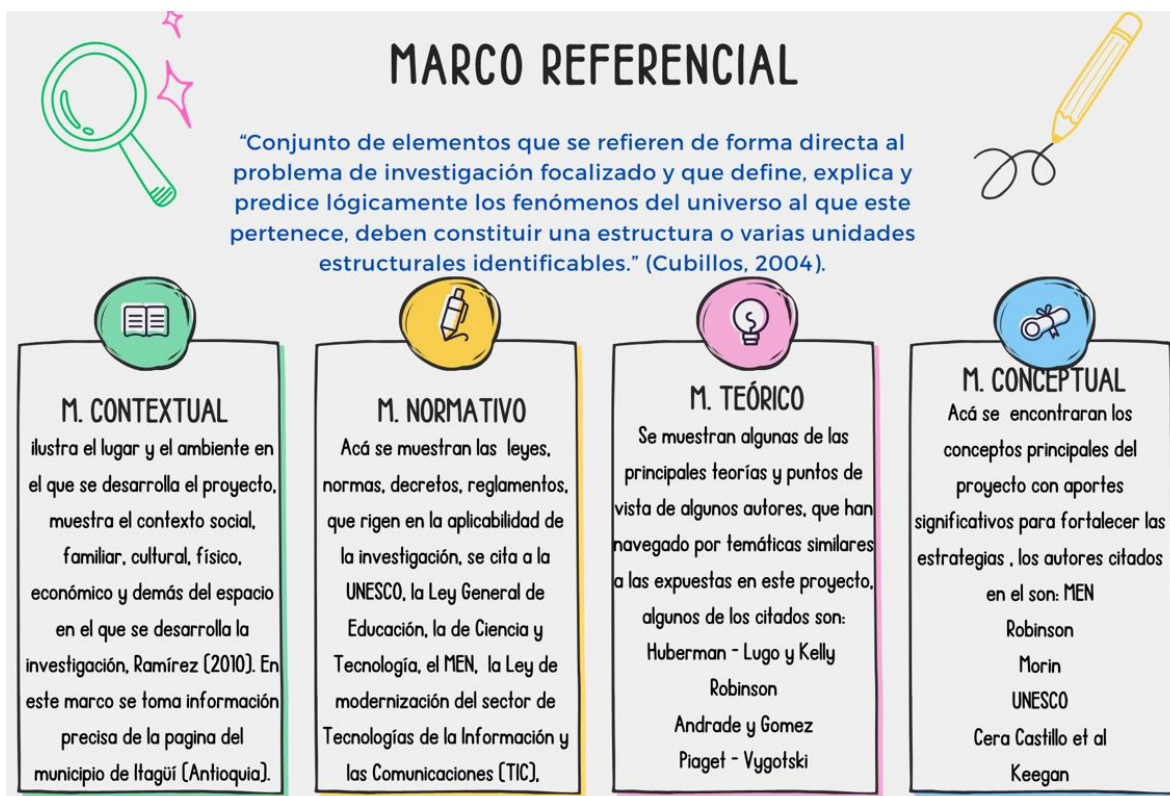 MARCO REFERENCIAL
“Conjunto de elementos que se refieren de forma directa al
problema de investigación focalizado y que define, explica y
predice lógicamente los fenómenos del universo al que este
pertenece, deben constituir una estructura o varias unidades
estructurales identificables.” (Cubillos, 2004).
M. CONTEXTUAL
ilustra el lugar y el ambiente en
el que se desarrolla el proyecto,
muestra el contexto social,
familiar, cultural, físico,
económico y demás del espacio
en el que se desarrolla la
investigación, Ramírez (2010). En
este marco se toma información
precisa de la pagina del
municipio de Itagüí (Antioquia).
M. NORMATIVO
Acá se muestran las leyes,
normas, decretos, reglamentos,
que rigen en la aplicabilidad de
la investigación, se cita a la
UNESCO, la Ley General de
Educación, la de Ciencia y
Tecnología, el MEN, la Ley de
modernización del sector de
Tecnologías de la Información y
las Comunicaciones (TIC),
M. TEÓRICO
Se muestran algunas de las
principales teorías y puntos de
vista de algunos autores, que han
navegado por temáticas similares
a las expuestas en este proyecto,
algunos de los citados son:
Huberman - Lugo y Kelly
Robinson
Andrade y Gomez
Piaget - Vygotski
M. CONCEPTUAL
Acá se encontraran los
conceptos principales del
proyecto con aportes
significativos para fortalecer las
estrategias , los autores citados
en el son: MEN
Robinson
Morin
UNESCO
Cera Castillo et al
Keegan